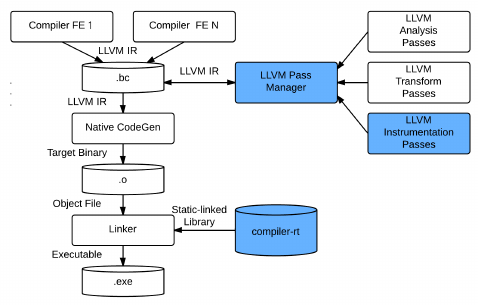 Compiler FE 1
Compiler FE N
LLVM
Analysis
Passes
LLVM IR
.bc
LLVM IR
LLVM Pass
Manager
LLVM
Transform
Passes
LLVM IR
LLVM
Instrumentation
Passes
Native CodeGen
Target Binary
.o
Object File
Static-linked
Library
Linker
compiler-rt
Executable
.exe